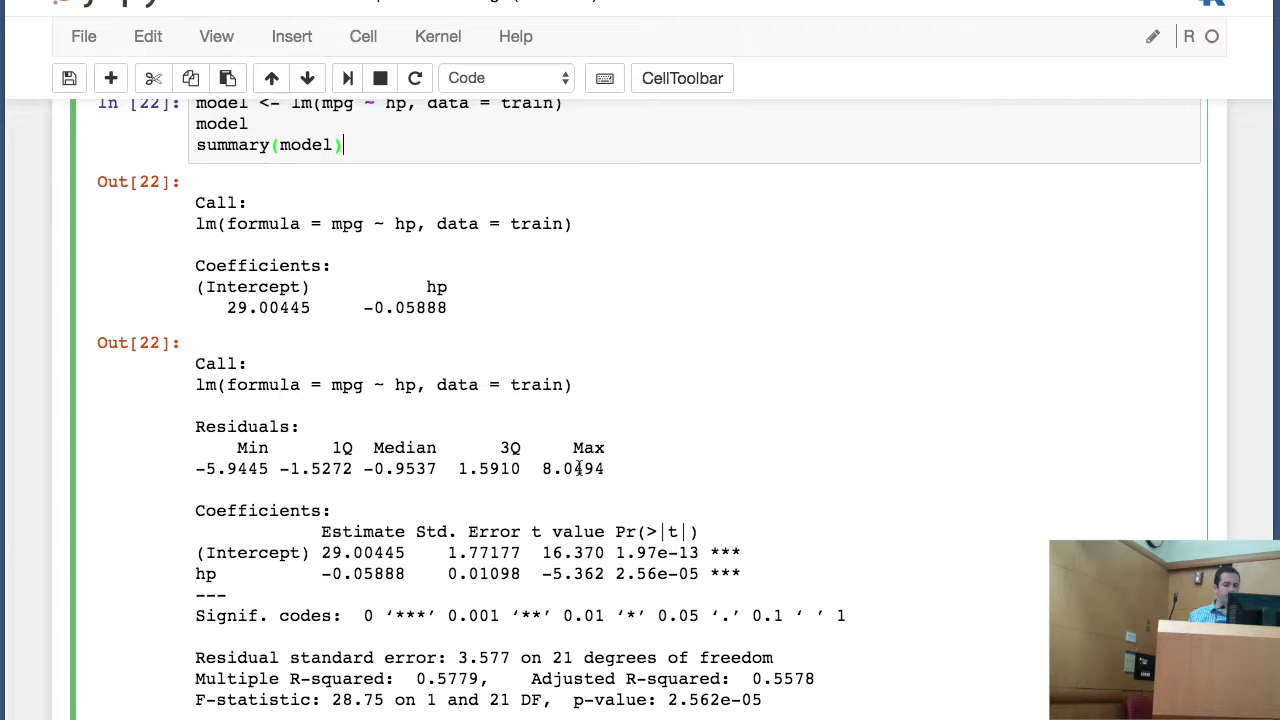 File Edit View Insert Cell Kernel Help R
Code CellToolbar
In [22]: model <- lm(mpg ~ hp, data = train)
model
summary(model)
Out[22]:
Call:
lm(formula = mpg ~ hp, data = train)
Coefficients:
(Intercept) hp
29.00445 -0.05888
Out[22]:
Call:
lm(formula = mpg ~ hp, data = train)
Residuals:
Min 1Q Median 3Q Max
-5.9445 -1.5272 -0.9537 1.5910 8.0494
Coefficients:
Estimate Std. Error t value Pr(>|t|)
(Intercept) 29.00445 1.77177 16.370 1.97e-13 ***
hp -0.05888 0.01098 -5.362 2.56e-05 ***
---
Signif. codes: 0 ‘***’ 0.001 ‘**’ 0.01 ‘*’ 0.05 ‘.’ 0.1 ‘ ’ 1
Residual standard error: 3.577 on 21 degrees of freedom
Multiple R-squared: 0.5779, Adjusted R-squared: 0.5578
F-statistic: 28.75 on 1 and 21 DF, p-value: 2.562e-05